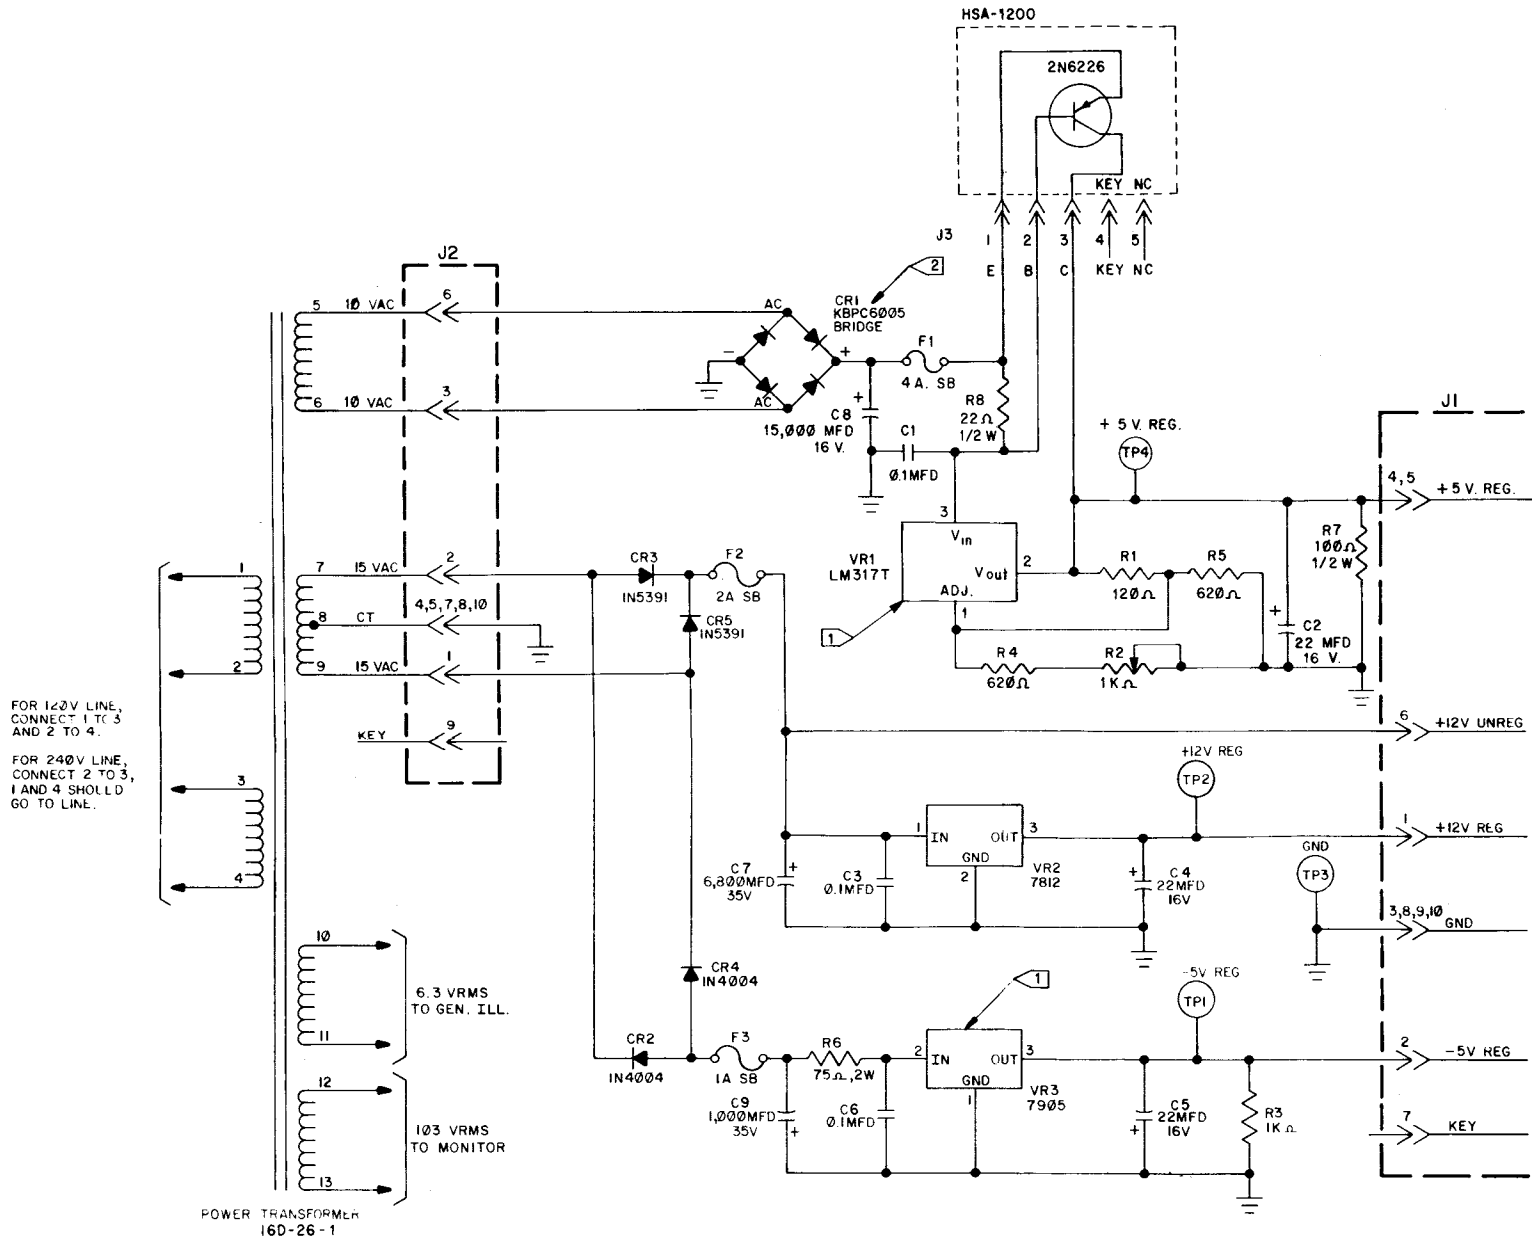 HSA-1200
2N6226
KEY NC
J3
1 2 3 4 5
E B C KEY NC
2
J2
5 10 VAC 6
6 10 VAC 3
AC
CR1
KBPC6005
BRIDGE
- +
AC
F1
4A. SB
+
C8
15,000 MFD
16 V.
C1
0.1MFD
R8
22Ω
1/2 W
+ 5 V. REG.
TP4
J1
4,5
+ 5 V. REG.
3
Vin
VR1
LM317T
Vout
2
ADJ.
1
1
R1
120Ω
R5
620Ω
R4
620Ω
R2
1KΩ
+
C2
22 MFD
16 V.
R7
100Ω
1/2 W
7 15 VAC 2
8 CT 4,5,7,8,10
9 15 VAC 1
KEY 9
CR3
1N5391
F2
2A SB
CR5
1N5391
1
2
3
4
FOR 120V LINE,
CONNECT 1 TO 3
AND 2 TO 4.
FOR 240V LINE,
CONNECT 2 TO 3,
1 AND 4 SHOULD
GO TO LINE.
6
+12V UNREG
+12V REG
TP2
1
+12V REG
1 IN OUT 3
GND
2
VR2
7812
C7
6,800MFD
35V
+
C3
0.1MFD
+
C4
22MFD
16V
GND
TP3
3,8,9,10
GND
CR4
1N4004
1
-5V REG
TP1
10
11
6.3 VRMS
TO GEN. ILL.
12
13
103 VRMS
TO MONITOR
CR2
1N4004
F3
1A SB
R6
75Ω,2W
2 IN OUT 3
GND
1
VR3
7905
2
-5V REG
C9
1,000MFD
35V
+
C6
0.1MFD
C5
22MFD
16V
+
R3
1KΩ
7
KEY
POWER TRANSFORMER
16D-26-1